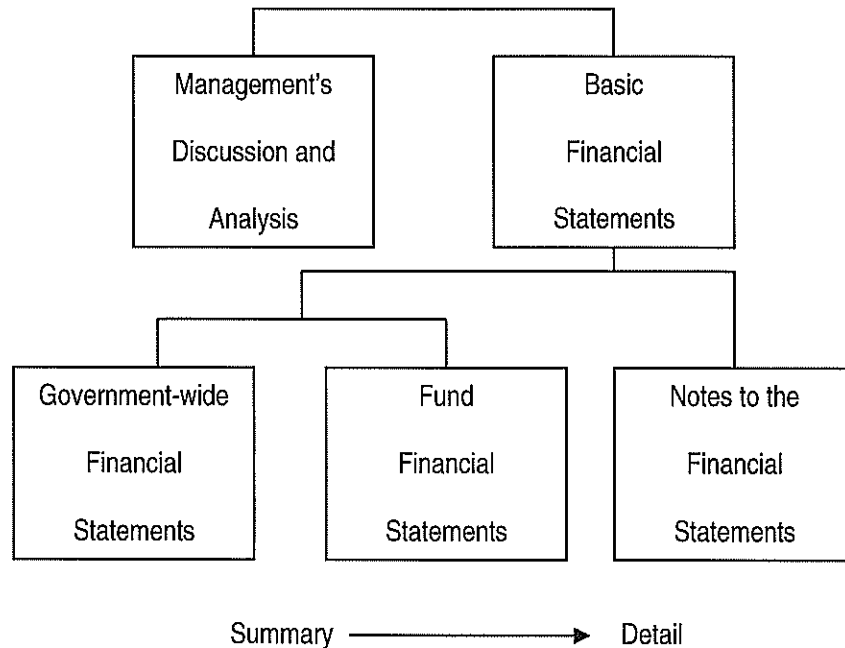 Management's
Discussion and
Analysis
Basic
Financial
Statements
Government-wide
Financial
Statements
Fund
Financial
Statements
Notes to the
Financial
Statements
Summary
Detail